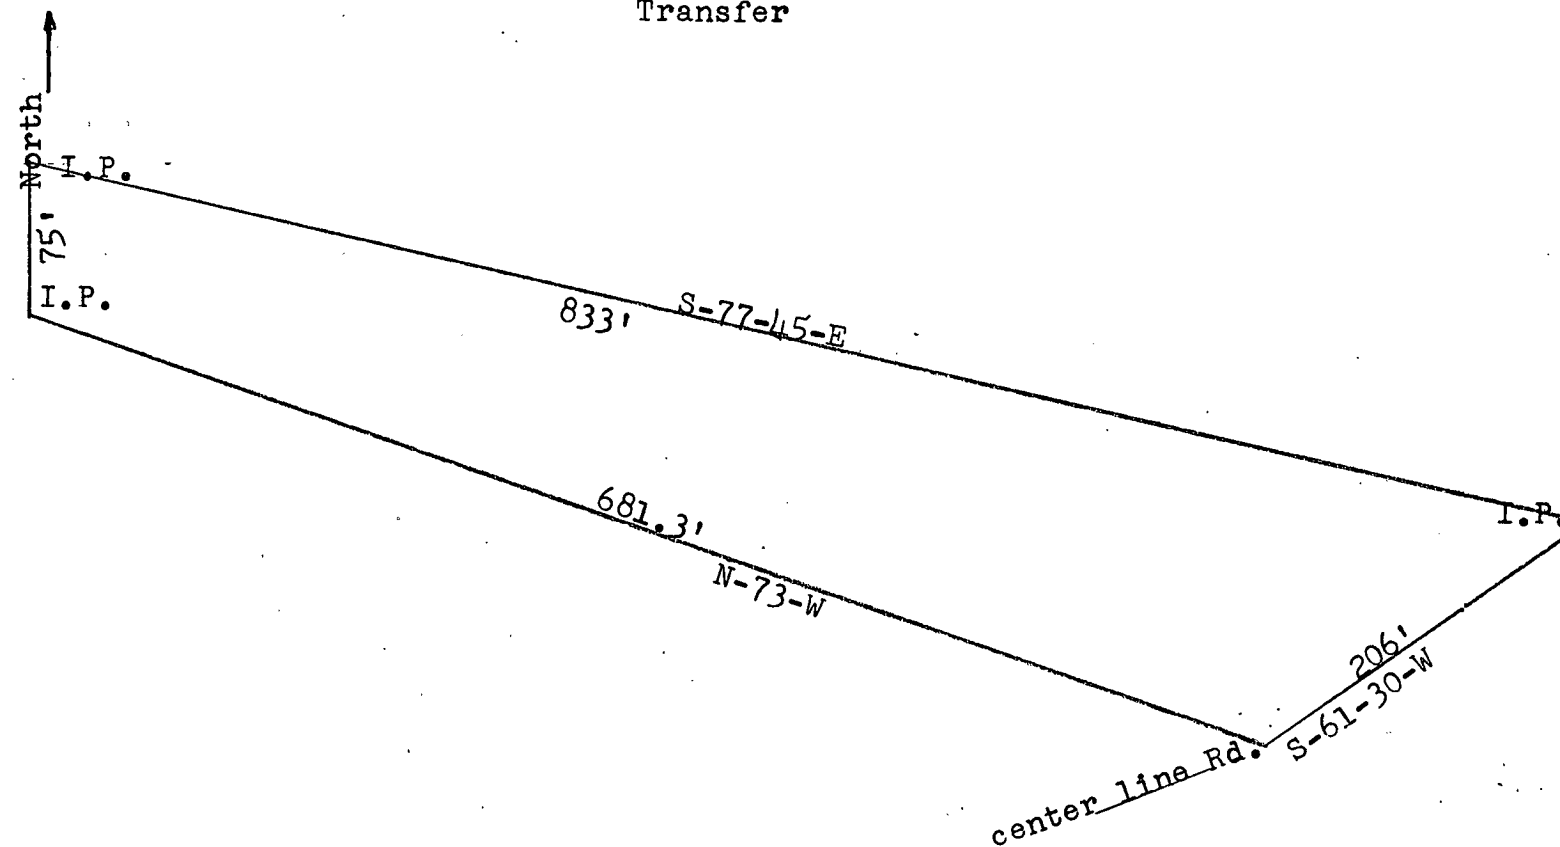 Transfer
North
I.P.
75'
I.P.
833'
S-77-45-E
I.P.
681.3'
N-73-W
206'
S-61-30-W
center line Rd.